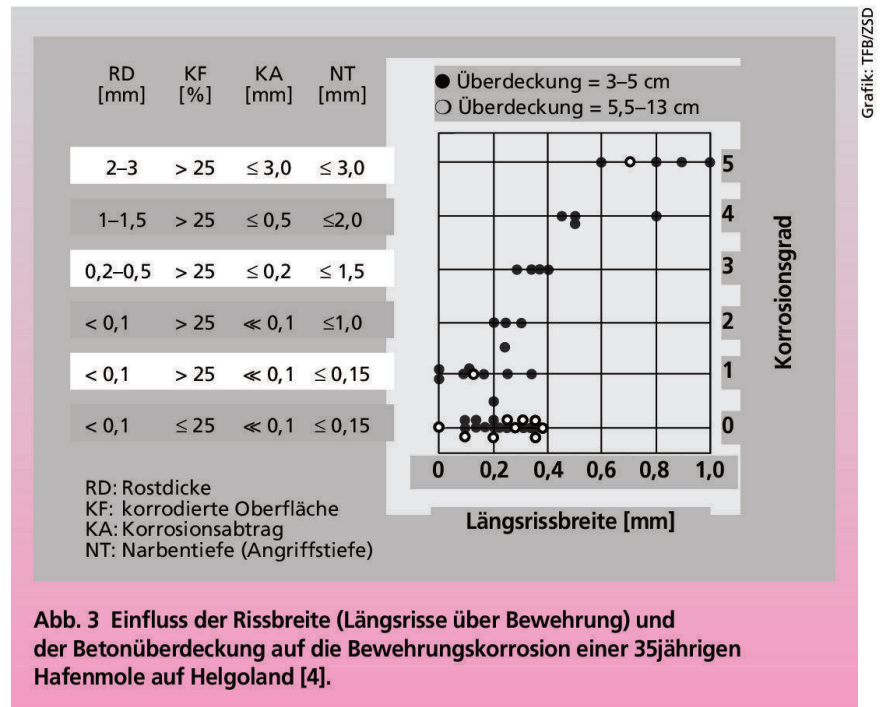 Grafik: TFB/ZSD
RD KF KA NT
[mm] [%] [mm] [mm]
● Überdeckung = 3–5 cm
○ Überdeckung = 5,5–13 cm
2–3 > 25 ≤ 3,0 ≤ 3,0 5
1–1,5 > 25 ≤ 0,5 ≤2,0 4
0,2–0,5 > 25 ≤ 0,2 ≤ 1,5 3
< 0,1 > 25 ≪ 0,1 ≤1,0 2
< 0,1 > 25 ≪ 0,1 ≤ 0,15 1
< 0,1 ≤ 25 ≪ 0,1 ≤ 0,15 0
Korrosionsgrad
0 0,2 0,4 0,6 0,8 1,0
Längsrissbreite [mm]
RD: Rostdicke
KF: korrodierte Oberfläche
KA: Korrosionsabtrag
NT: Narbentiefe (Angriffstiefe)
Abb. 3 Einfluss der Rissbreite (Längsrisse über Bewehrung) und
der Betonüberdeckung auf die Bewehrungskorrosion einer 35jährigen
Hafenmole auf Helgoland [4].